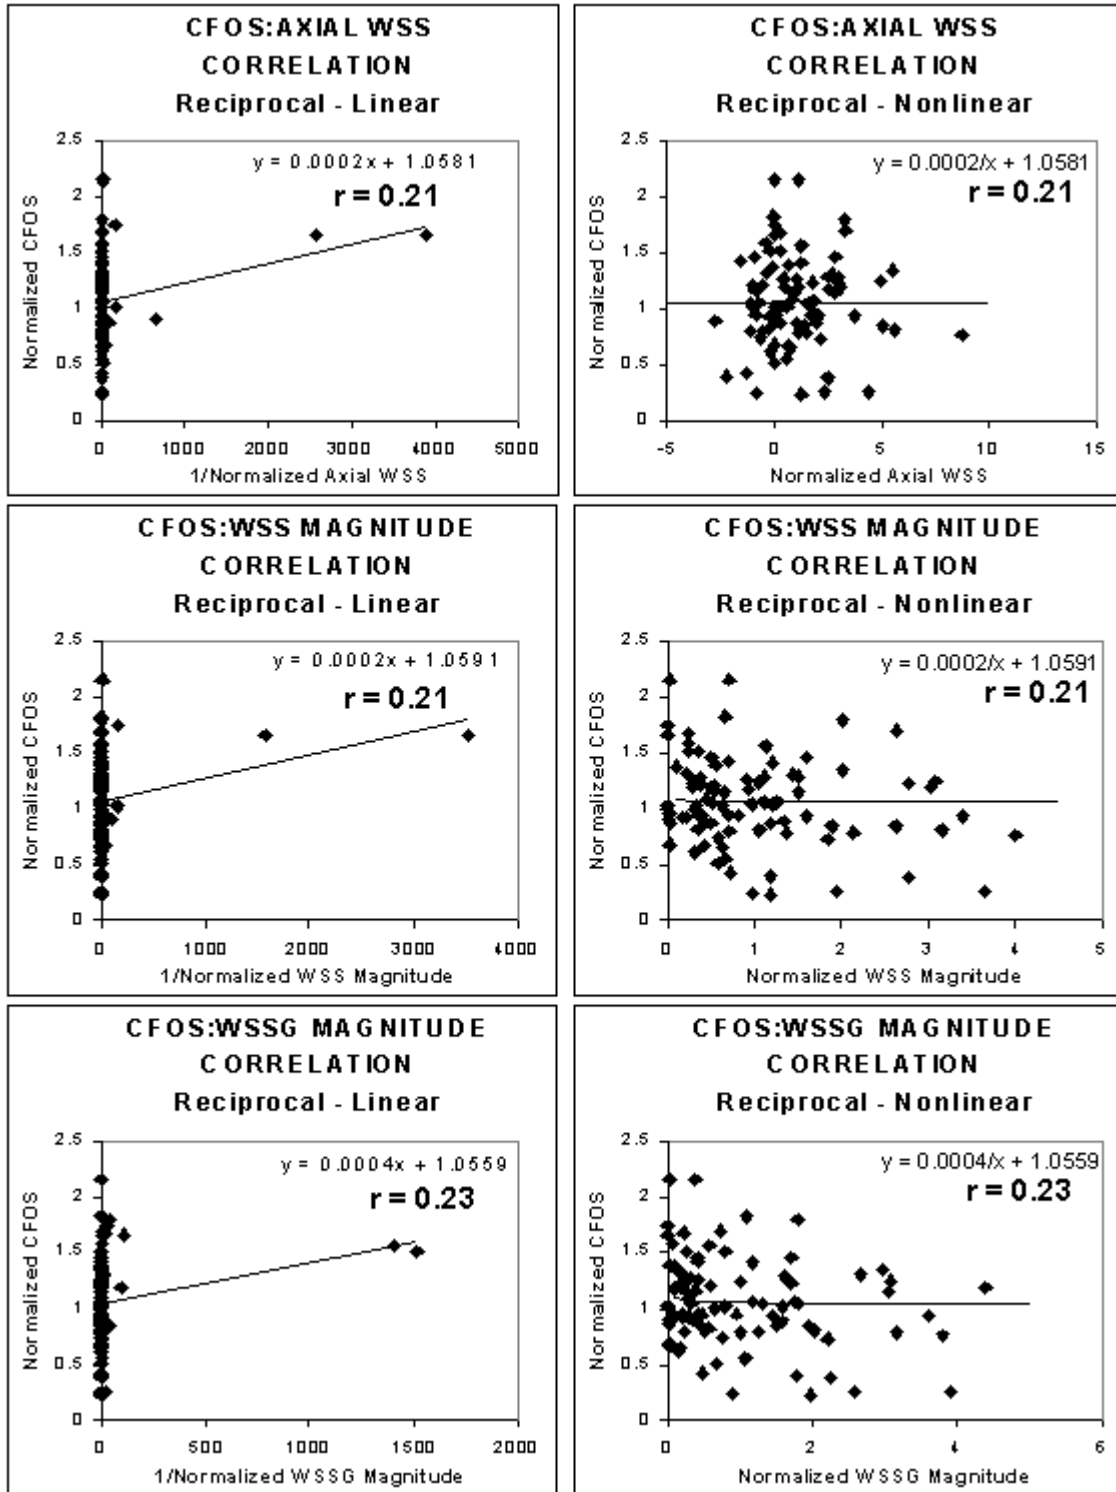 CFOS:AXIAL WSS
CORRELATION
Reciprocal - Linear
y = 0.0002x + 1.0581
r = 0.21
Normalized CFOS
2.5
2
1.5
1
0.5
0
0 1000 2000 3000 4000 5000
1/Normalized Axial WSS
CFOS:AXIAL WSS
CORRELATION
Reciprocal - Nonlinear
y = 0.0002/x + 1.0581
r = 0.21
Normalized CFOS
2.5
2
1.5
1
0.5
0
-5 0 5 10 15
Normalized Axial WSS
CFOS:WSS MAGNITUDE
CORRELATION
Reciprocal - Linear
y = 0.0002x + 1.0591
r = 0.21
Normalized CFOS
2.5
2
1.5
1
0.5
0
0 1000 2000 3000 4000
1/Normalized WSS Magnitude
CFOS:WSS MAGNITUDE
CORRELATION
Reciprocal - Nonlinear
y = 0.0002/x + 1.0591
r = 0.21
Normalized CFOS
2.5
2
1.5
1
0.5
0
0 1 2 3 4 5
Normalized WSS Magnitude
CFOS:WSSG MAGNITUDE
CORRELATION
Reciprocal - Linear
y = 0.0004x + 1.0559
r = 0.23
Normalized CFOS
2.5
2
1.5
1
0.5
0
0 500 1000 1500 2000
1/Normalized WSSG Magnitude
CFOS:WSSG MAGNITUDE
CORRELATION
Reciprocal - Nonlinear
y = 0.0004/x + 1.0559
r = 0.23
Normalized CFOS
2.5
2
1.5
1
0.5
0
0 2 4 6
Normalized WSSG Magnitude